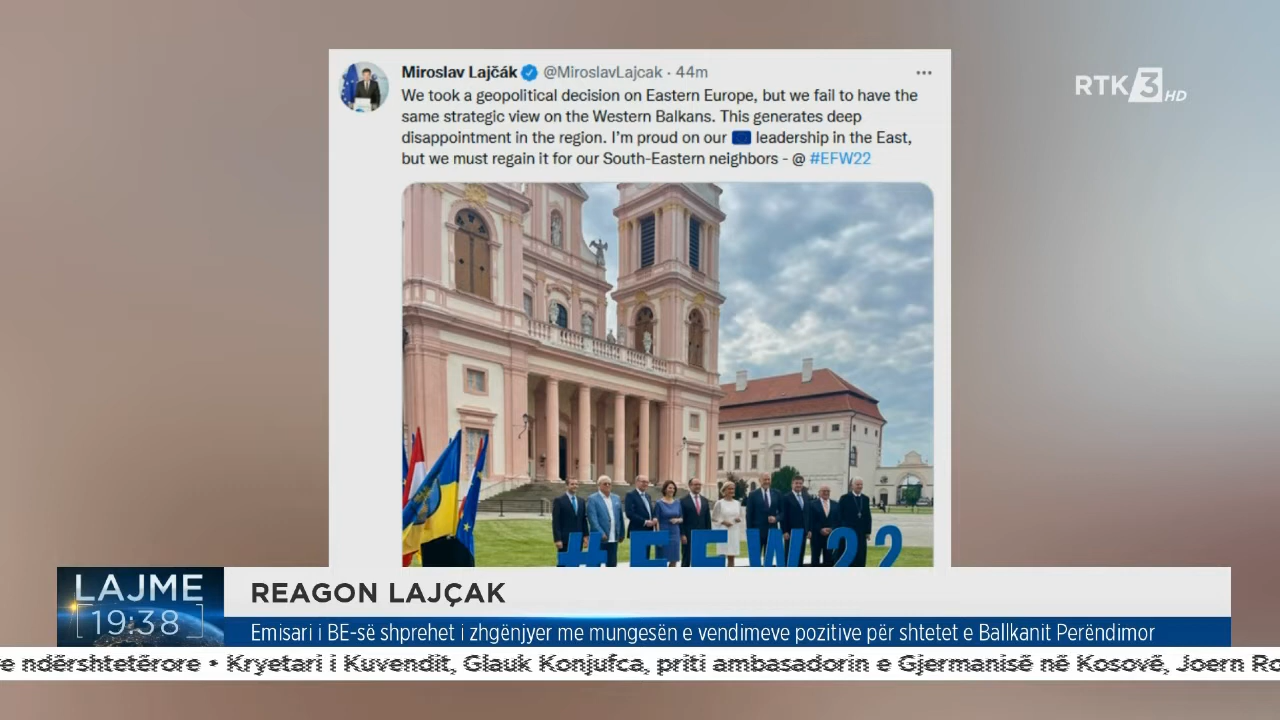 Miroslav Lajčák @MiroslavLajcak · 44m
We took a geopolitical decision on Eastern Europe, but we fail to have the
same strategic view on the Western Balkans. This generates deep
disappointment in the region. I'm proud on our 🇪🇺 leadership in the East,
but we must regain it for our South-Eastern neighbors - @ #EFW22
RTK3HD
#EFW22
LAJME
19:38
REAGON LAJÇAK
Emisari i BE-së shprehet i zhgënjyer me mungesën e vendimeve pozitive për shtetet e Ballkanit Perëndimor
e ndërshtetërore • Kryetari i Kuvendit, Glauk Konjufca, priti ambasadorin e Gjermanisë në Kosovë, Joern Ro